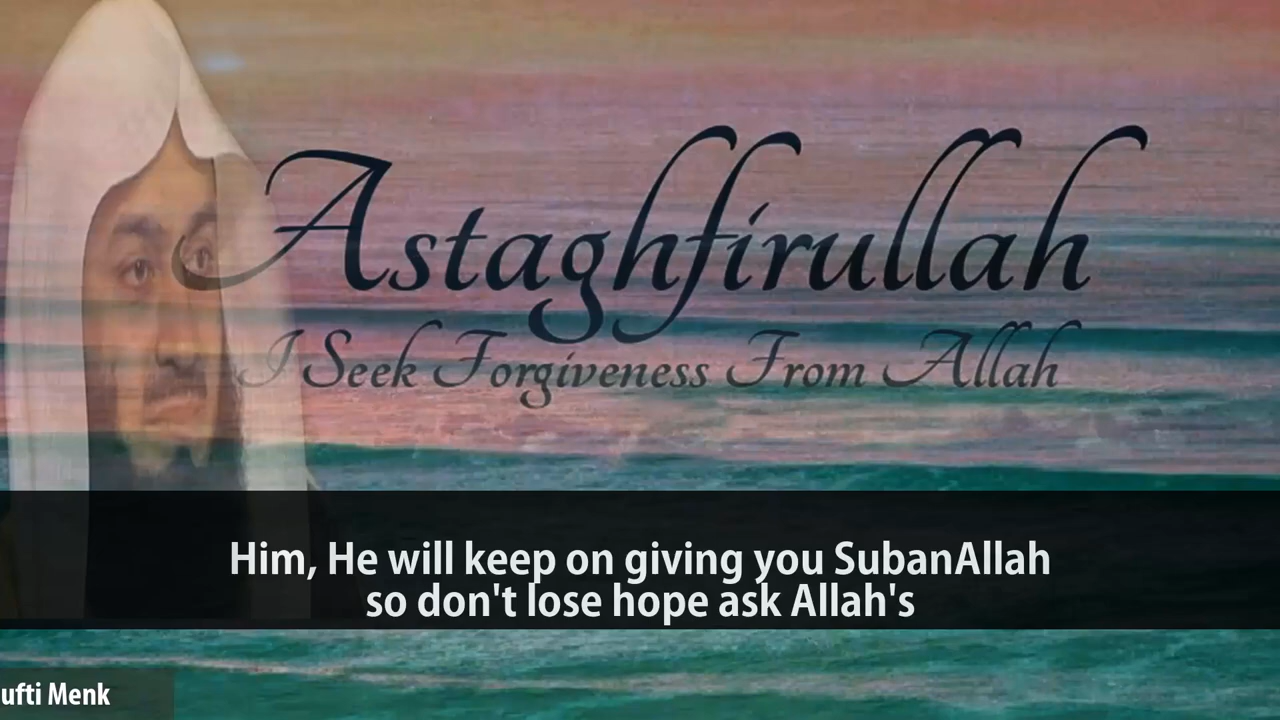 Astaghfirullah
I Seek Forgiveness From Allah
Him, He will keep on giving you SubanAllah
so don't lose hope ask Allah's
ufti Menk